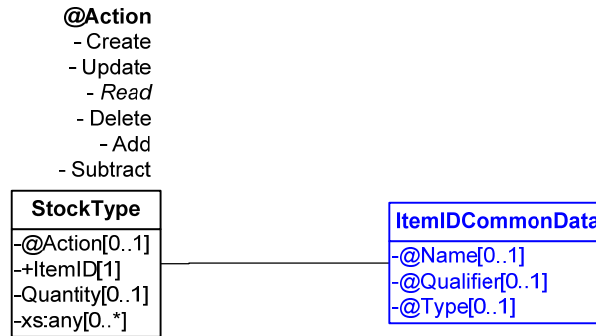 @Action
- Create
- Update
- Read
- Delete
- Add
- Subtract
StockType
-@Action[0..1]
-+ItemID[1]
-Quantity[0..1]
-xs:any[0..*]
ItemIDCommonData
-@Name[0..1]
-@Qualifier[0..1]
-@Type[0..1]